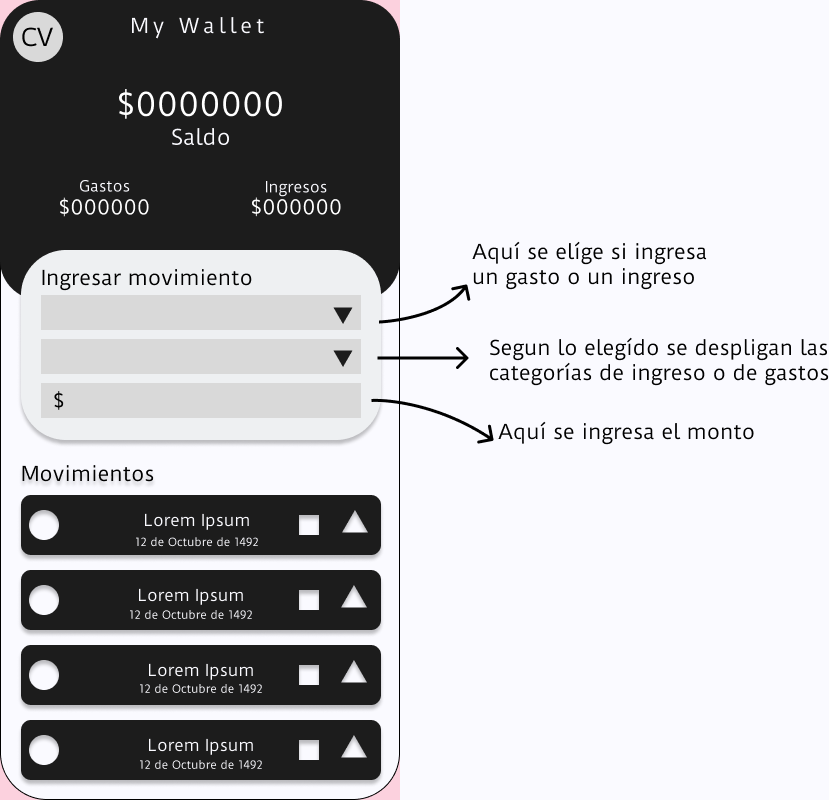 CV
My Wallet
$0000000
Saldo
Gastos
$000000
Ingresos
$000000
Ingresar movimiento
$
Aquí se elíge si ingresa
un gasto o un ingreso
Segun lo elegído se despligan las
categorías de ingreso o de gastos
Aquí se ingresa el monto
Movimientos
Lorem Ipsum
12 de Octubre de 1492
Lorem Ipsum
12 de Octubre de 1492
Lorem Ipsum
12 de Octubre de 1492
Lorem Ipsum
12 de Octubre de 1492